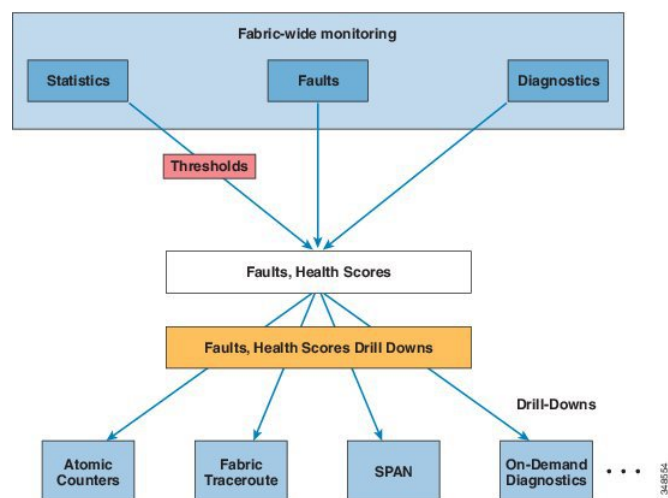 Fabric-wide monitoring
Statistics
Faults
Diagnostics
Thresholds
Faults, Health Scores
Faults, Health Scores Drill Downs
Drill-Downs
Atomic
Counters
Fabric
Traceroute
SPAN
On-Demand
Diagnostics
• • •
348554